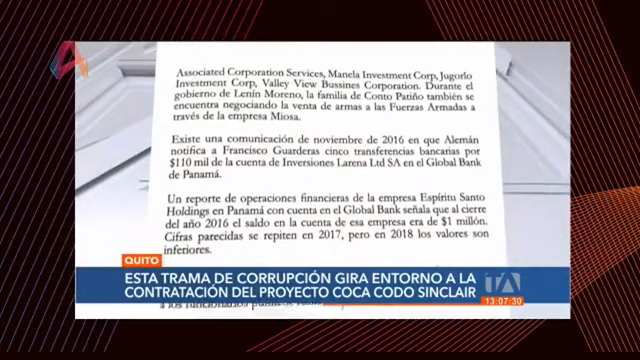 Associated Corporation Services, Manela Investment Corp, Jugorlo
Investment Corp, Valley View Bussines Corporation. Durante el
gobierno de Lenín Moreno, la familia de Conto Patiño también se
encuentra negociando la venta de armas a las Fuerzas Armadas a
través de la empresa Miosa.
Existe una comunicación de noviembre de 2016 en que Alemán
notifica a Francisco Guarderas cinco transferencias bancarias por
$110 mil de la cuenta de Inversiones Larena Ltd SA en el Global Bank
de Panamá.
Un reporte de operaciones financieras de la empresa Espíritu Santo
Holdings en Panamá con cuenta en el Global Bank señala que al cierre
del año 2016 el saldo en la cuenta de esa empresa era de $1 millón.
Cifras parecidas se repiten en 2017, pero en 2018 los valores son
inferiores.
QUITO
ESTA TRAMA DE CORRUPCIÓN GIRA ENTORNO A LA
CONTRATACIÓN DEL PROYECTO COCA CODO SINCLAIR
TA
13:07:30
a los funcionarios